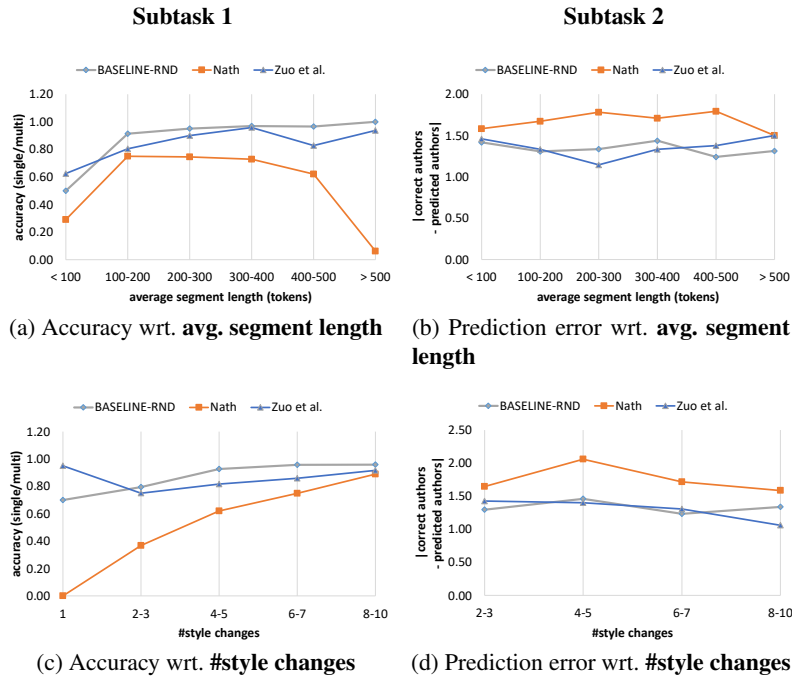 Subtask 1
Subtask 2
BASELINE-RND Nath Zuo et al.
1.20
1.00
0.80
0.60
0.40
0.20
0.00
accuracy (single/multi)
< 100 100-200 200-300 300-400 400-500 > 500
average segment length (tokens)
(a) Accuracy wrt. avg. segment length
BASELINE-RND Nath Zuo et al.
2.00
1.50
1.00
0.50
0.00
|correct authors
- predicted authors|
< 100 100-200 200-300 300-400 400-500 > 500
average segment length (tokens)
(b) Prediction error wrt. avg. segment
length
BASELINE-RND Nath Zuo et al.
1.20
1.00
0.80
0.60
0.40
0.20
0.00
accuracy (single/multi)
1 2-3 4-5 6-7 8-10
#style changes
(c) Accuracy wrt. #style changes
BASELINE-RND Nath Zuo et al.
2.50
2.00
1.50
1.00
0.50
0.00
|correct authors
- predicted authors|
2-3 4-5 6-7 8-10
#style changes
(d) Prediction error wrt. #style changes